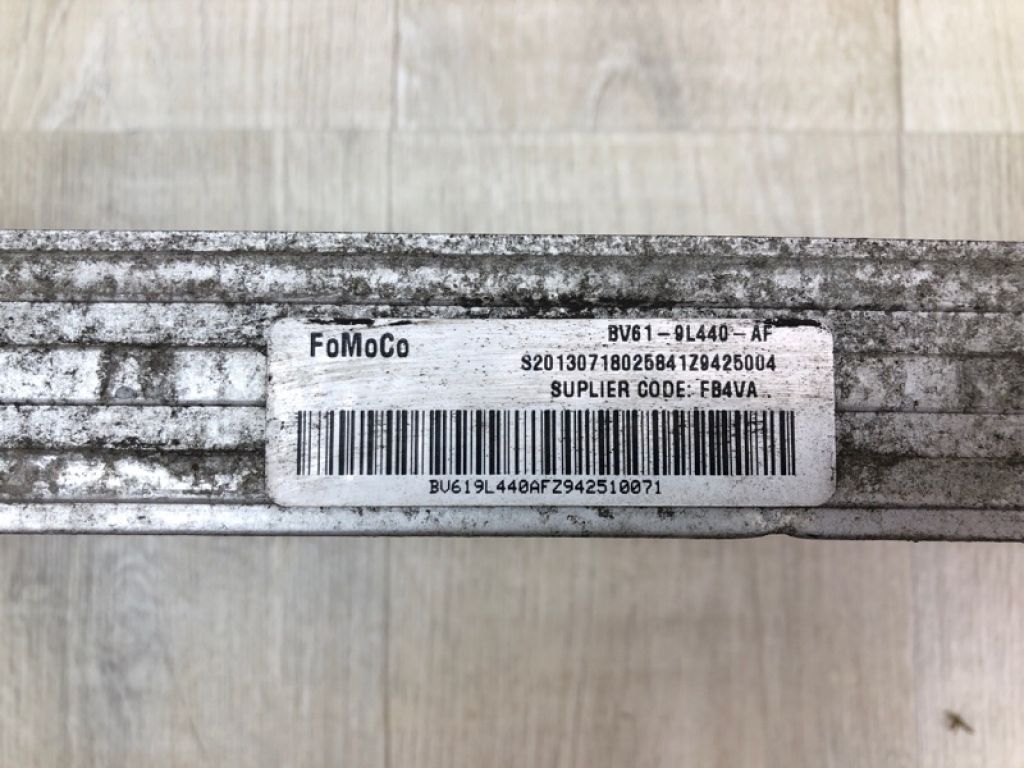 FoMoCo
BV61-9L440-AF
S20130718025841Z9425004
SUPLIER CODE: FB4VA
BV619L440AFZ942510071